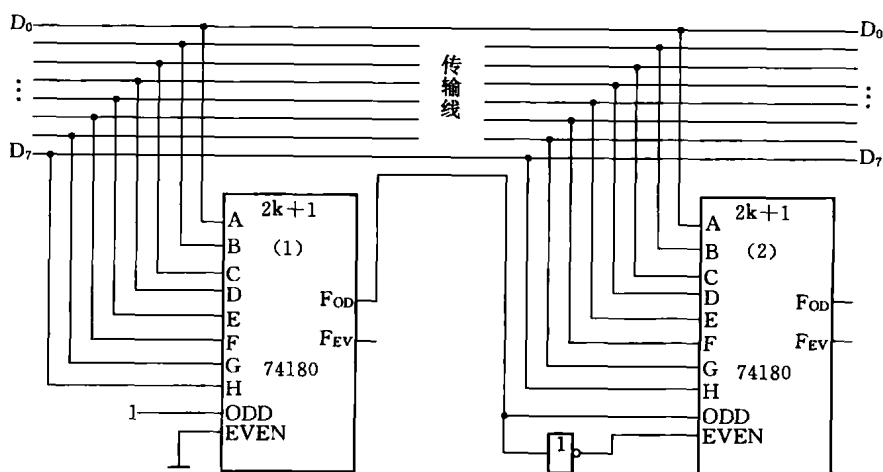 D₀
D₀
⋮
传输线
⋮
D₇
D₇
2k+1
(1)
A
B
C
D
E
F
G
H
ODD
EVEN
F_OD
F_EV
74180
1
2k+1
(2)
A
B
C
D
E
F
G
H
ODD
EVEN
F_OD
F_EV
74180
1